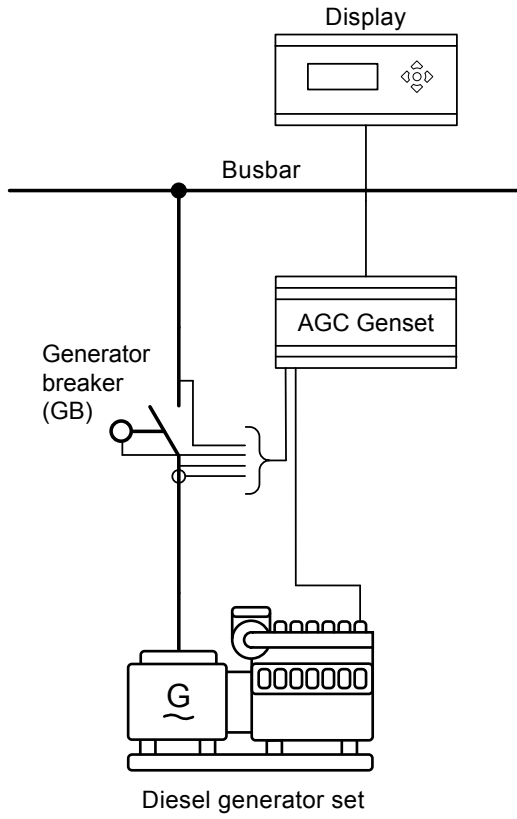 Display
Busbar
AGC Genset
Generator
breaker
(GB)
G
Diesel generator set